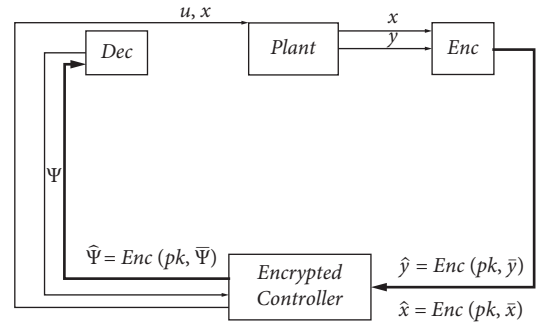 u, x
Plant
x
y
Enc
Dec
Ψ
Ψ̂ = Enc (pk, Ψ̅)
Encrypted
Controller
ŷ = Enc (pk, ȳ)
x̂ = Enc (pk, x̄)